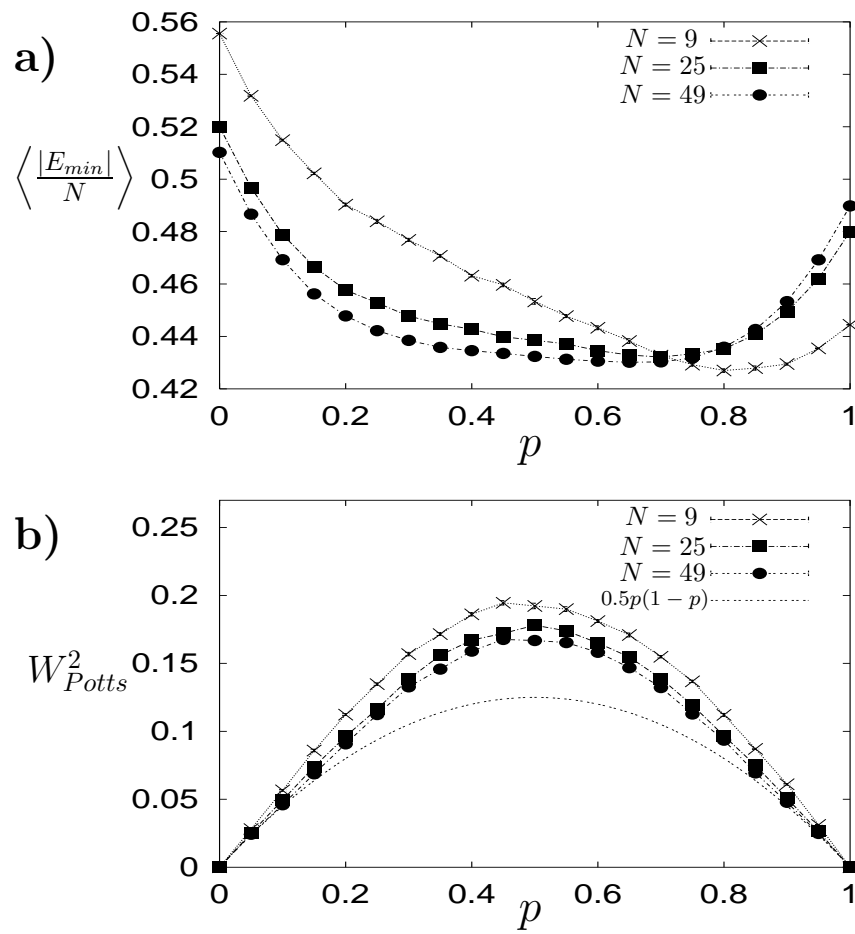 a)
⟨|E_min|/N⟩
0.56
0.54
0.52
0.5
0.48
0.46
0.44
0.42
N = 9
N = 25
N = 49
0 0.2 0.4 0.6 0.8 1
p
b)
W²_Potts
0.25
0.2
0.15
0.1
0.05
0
N = 9
N = 25
N = 49
0.5p(1 − p)
0 0.2 0.4 0.6 0.8 1
p